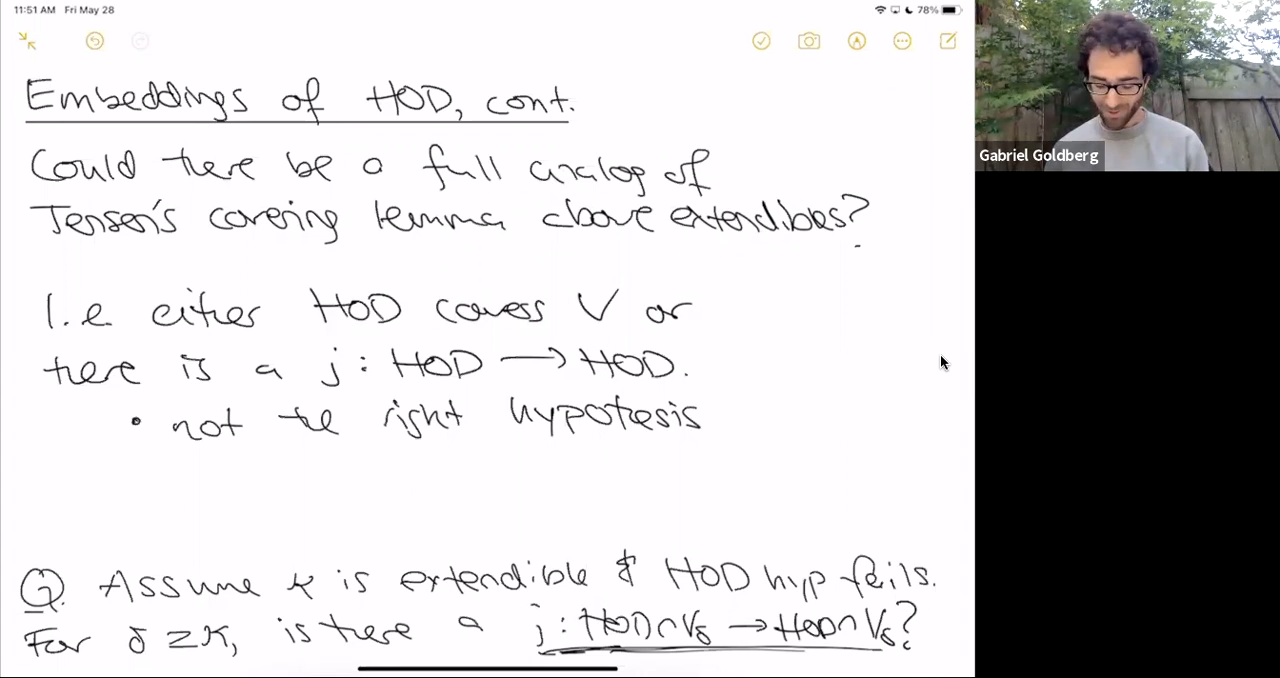 11:51 AM Fri May 28
78%
Embeddings of HOD, cont.
Could there be a full analog of
Jensen's covering lemma above extendibles?
I.e either HOD covers V or
there is a j : HOD → HOD.
• not the right hypothesis
Q. Assume κ is extendible & HOD hyp fails.
For δ ≥ κ, is there a j : HOD ∩ V_δ → HOD ∩ V_δ?
Gabriel Goldberg